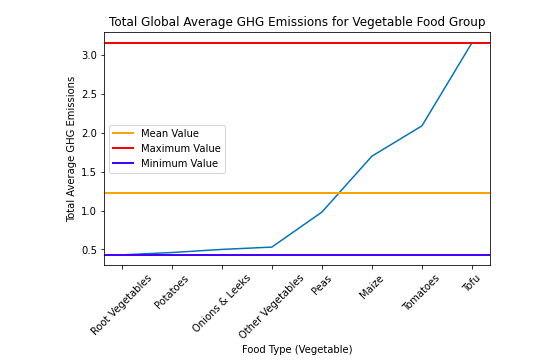 Total Global Average GHG Emissions for Vegetable Food Group
Total Average GHG Emissions
3.0
2.5
2.0
1.5
1.0
0.5
Mean Value
Maximum Value
Minimum Value
Root Vegetables
Potatoes
Onions & Leeks
Other Vegetables
Peas
Maize
Tomatoes
Tofu
Food Type (Vegetable)